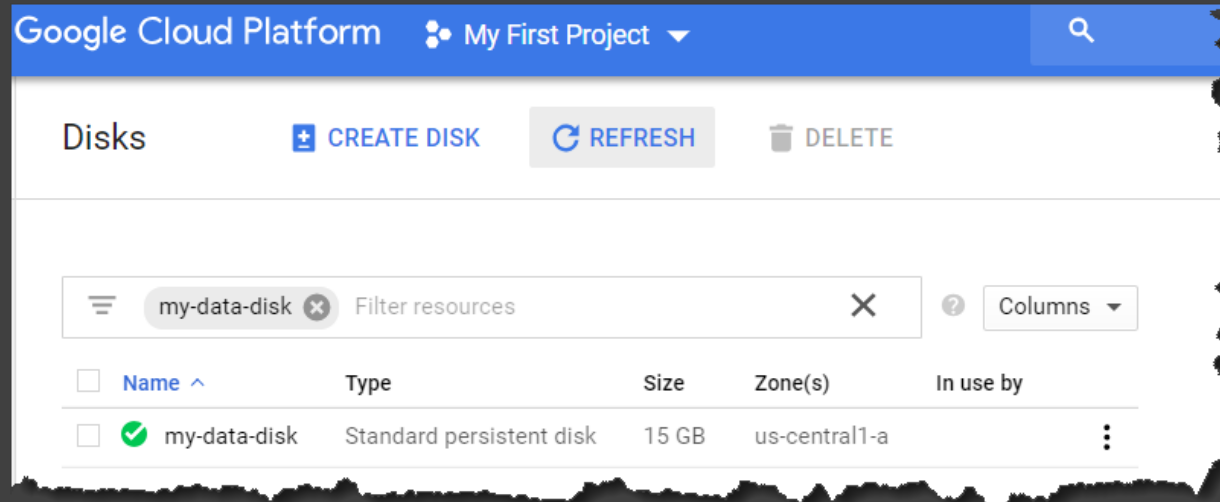 Google Cloud Platform My First Project
Disks CREATE DISK REFRESH DELETE
my-data-disk Filter resources Columns
Name Type Size Zone(s) In use by
my-data-disk Standard persistent disk 15 GB us-central1-a